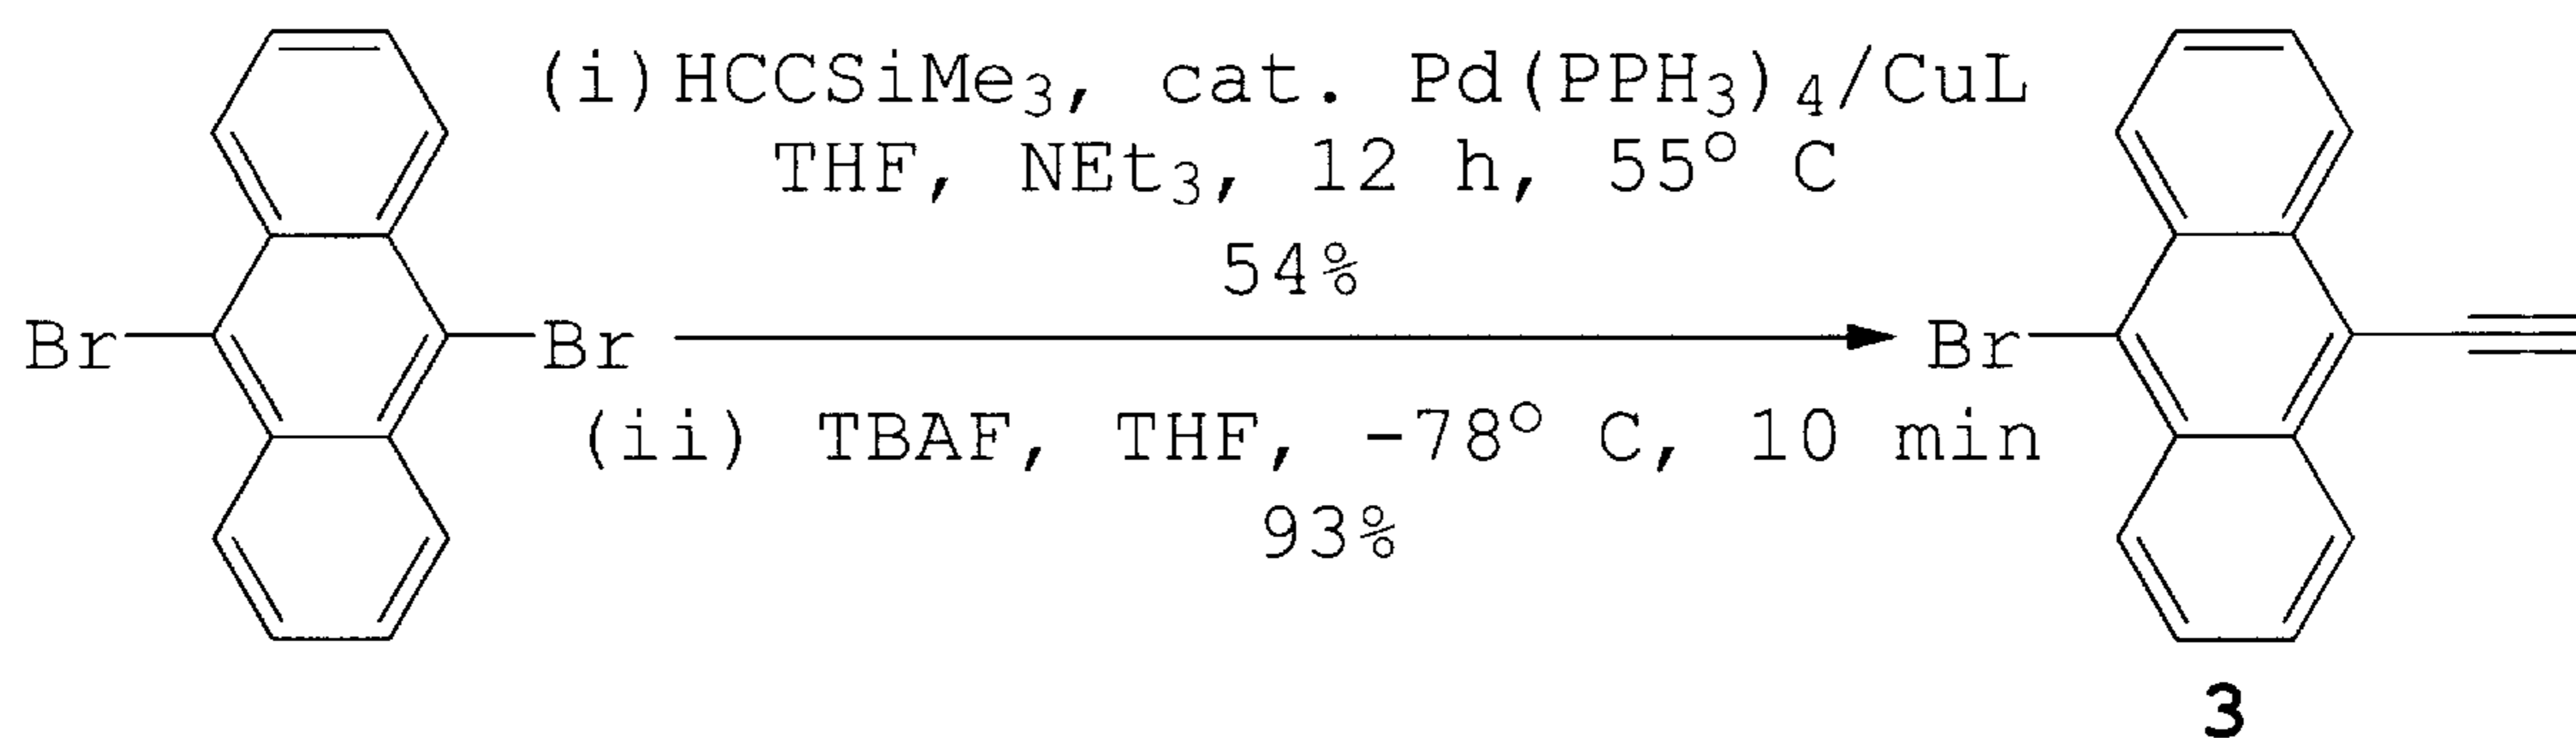 (i)HCCSiMe3, cat. Pd(PPH3)4/CuL
THF, NEt3, 12 h, 55° C
54%
Br
Br
Br
(ii) TBAF, THF, -78° C, 10 min
93%
3